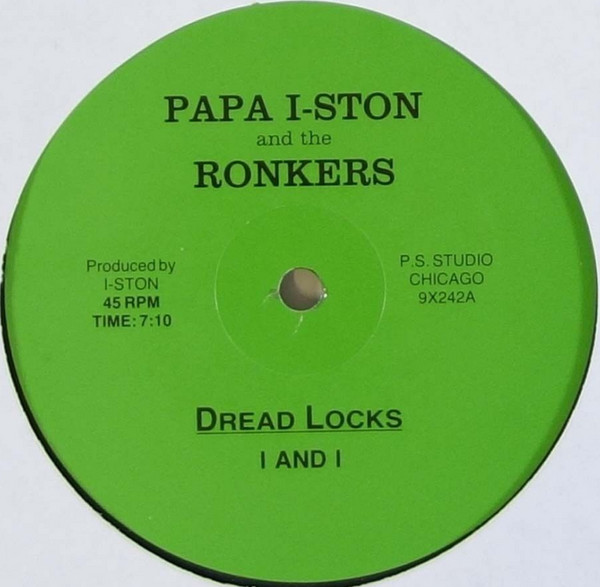 PAPA I-STON
and the
RONKERS
Produced by
I-STON
45 RPM
TIME: 7:10
P.S. STUDIO
CHICAGO
9X242A
DREAD LOCKS
I AND I